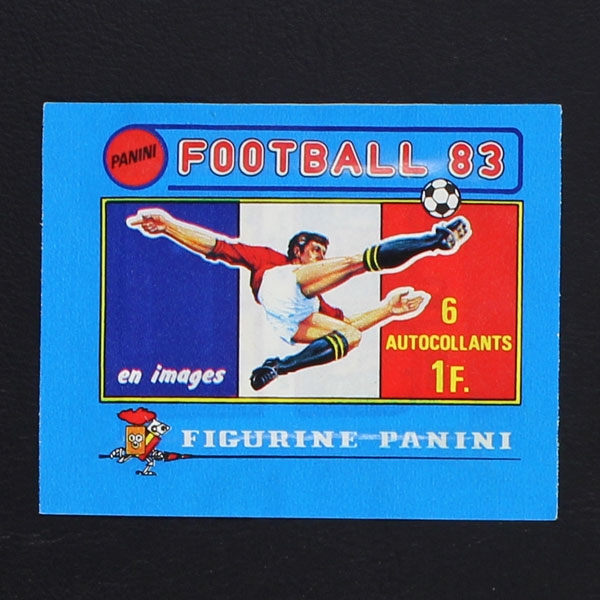 PANINI
FOOTBALL 83
6
AUTOCOLLANTS
1F.
en images
FIGURINE PANINI